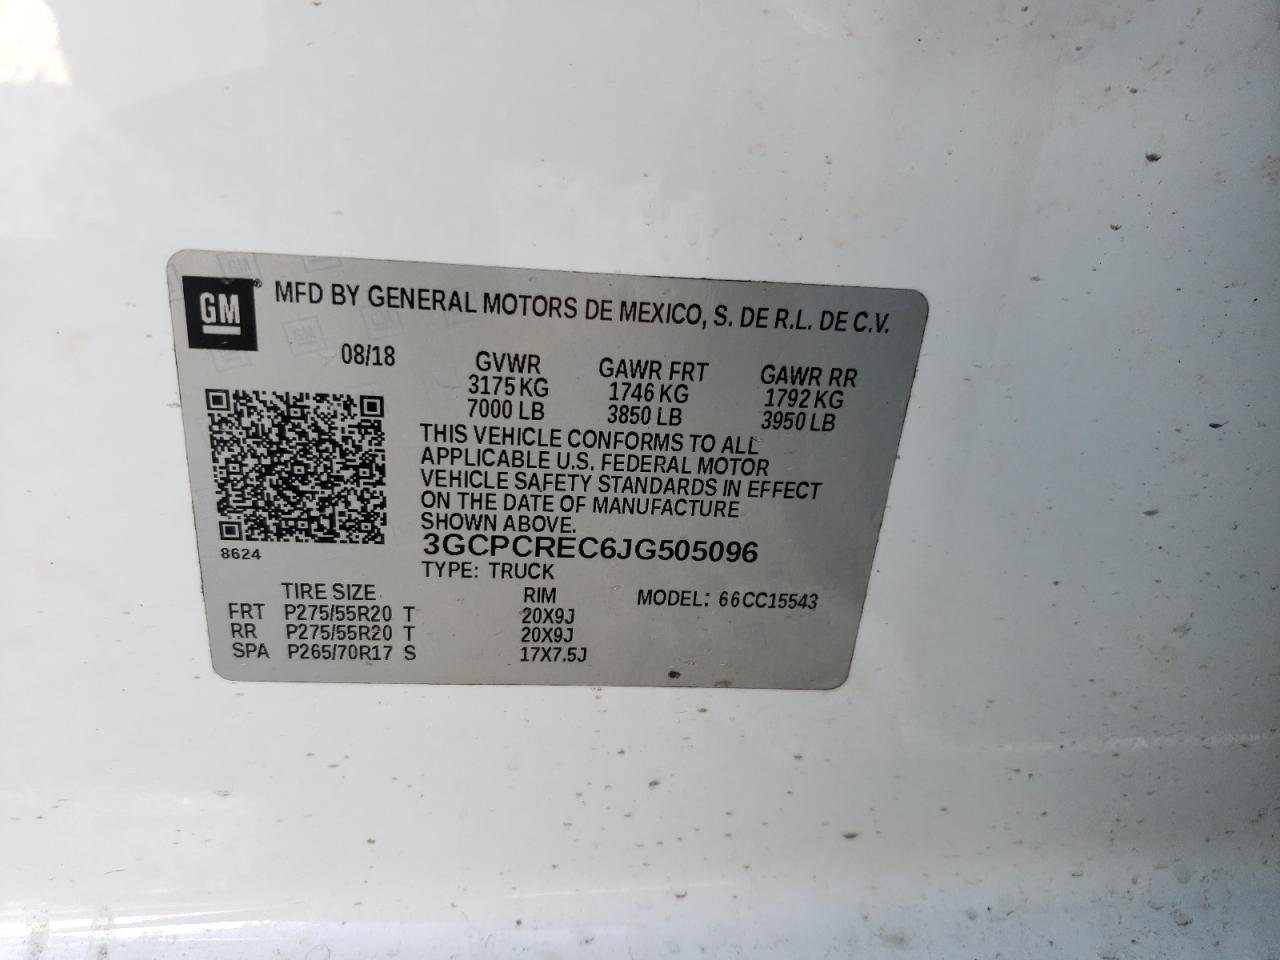 GM ® MFD BY GENERAL MOTORS DE MEXICO, S. DE R.L. DE C.V.
08/18 GVWR GAWR FRT GAWR RR
3175 KG 1746 KG 1792 KG
7000 LB 3850 LB 3950 LB
THIS VEHICLE CONFORMS TO ALL
APPLICABLE U.S. FEDERAL MOTOR
VEHICLE SAFETY STANDARDS IN EFFECT
ON THE DATE OF MANUFACTURE
SHOWN ABOVE.
8624 3GCPCREC6JG505096
TYPE: TRUCK
TIRE SIZE RIM MODEL: 66CC15543
FRT P275/55R20 T 20X9J
RR P275/55R20 T 20X9J
SPA P265/70R17 S 17X7.5J